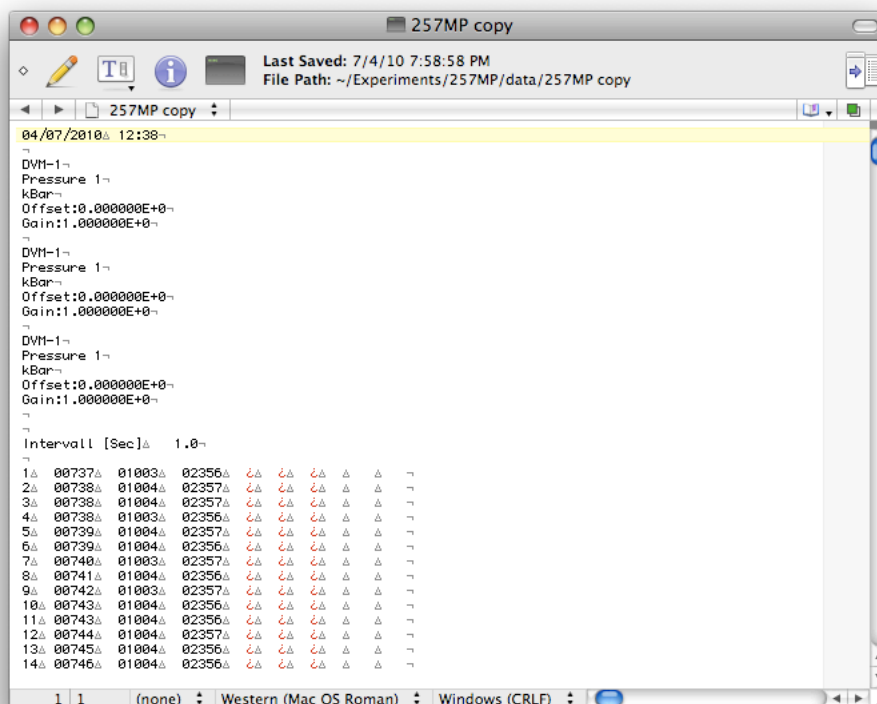 257MP copy
Last Saved: 7/4/10 7:58:58 PM
File Path: ~/Experiments/257MP/data/257MP copy
257MP copy
04/07/2010△ 12:38¬
¬
DVM-1¬
Pressure 1¬
kBar¬
Offset:0.000000E+0¬
Gain:1.000000E+0¬
¬
DVM-1¬
Pressure 1¬
kBar¬
Offset:0.000000E+0¬
Gain:1.000000E+0¬
¬
DVM-1¬
Pressure 1¬
kBar¬
Offset:0.000000E+0¬
Gain:1.000000E+0¬
¬
¬
Intervall [Sec]△ 1.0¬
¬
1△ 00737△ 01003△ 02356△ ¿△ ¿△ ¿△ △ △ ¬
2△ 00738△ 01004△ 02357△ ¿△ ¿△ ¿△ △ △ ¬
3△ 00738△ 01004△ 02357△ ¿△ ¿△ ¿△ △ △ ¬
4△ 00738△ 01003△ 02356△ ¿△ ¿△ ¿△ △ △ ¬
5△ 00739△ 01004△ 02357△ ¿△ ¿△ ¿△ △ △ ¬
6△ 00739△ 01004△ 02356△ ¿△ ¿△ ¿△ △ △ ¬
7△ 00740△ 01003△ 02357△ ¿△ ¿△ ¿△ △ △ ¬
8△ 00741△ 01004△ 02356△ ¿△ ¿△ ¿△ △ △ ¬
9△ 00742△ 01003△ 02357△ ¿△ ¿△ ¿△ △ △ ¬
10△ 00743△ 01004△ 02356△ ¿△ ¿△ ¿△ △ △ ¬
11△ 00743△ 01004△ 02356△ ¿△ ¿△ ¿△ △ △ ¬
12△ 00744△ 01004△ 02357△ ¿△ ¿△ ¿△ △ △ ¬
13△ 00745△ 01004△ 02356△ ¿△ ¿△ ¿△ △ △ ¬
14△ 00746△ 01004△ 02356△ ¿△ ¿△ ¿△ △ △ ¬
1 1 (none) Western (Mac OS Roman) Windows (CRLF)